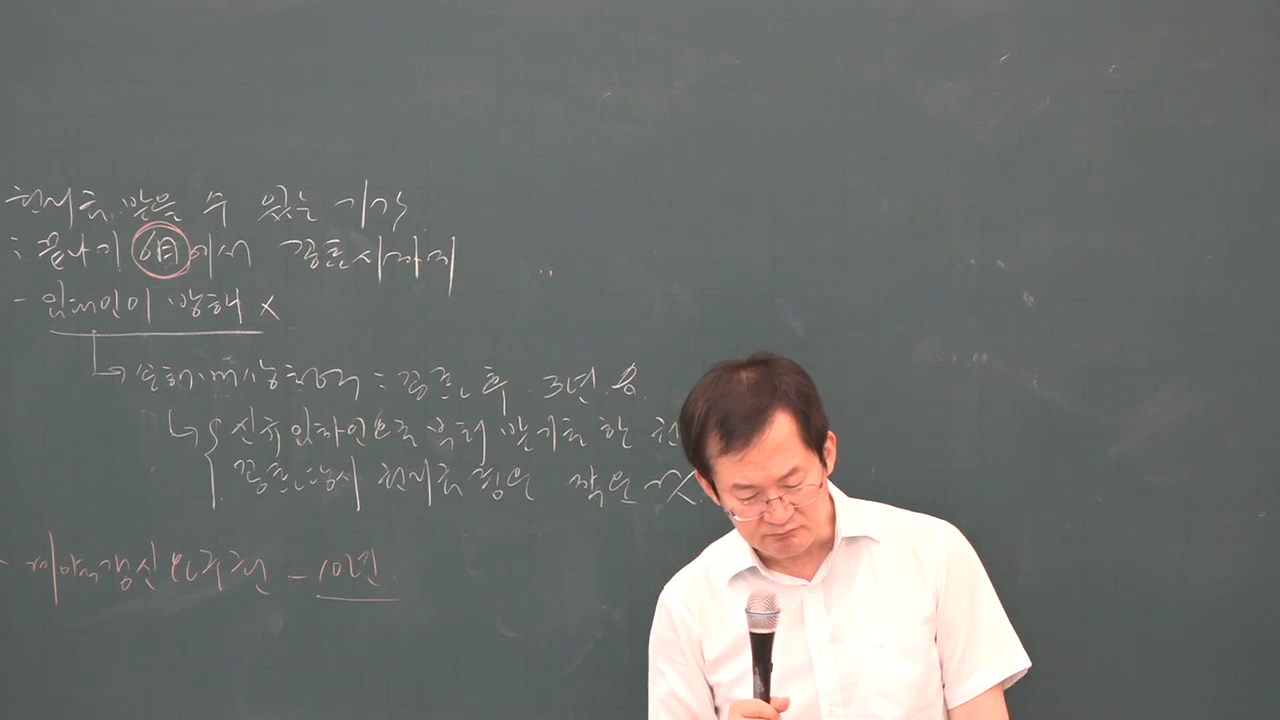 권리금 받을 수 있는 기간
: 끝나기 6月에서 종료시까지
- 임대인이 방해 X
↳ 손해배상청구 : 종료 후 3년
↳ { 신규임차인으로부터 받기로 한
종료당시 권리금 중 작은 것
계약갱신요구권 - 10년